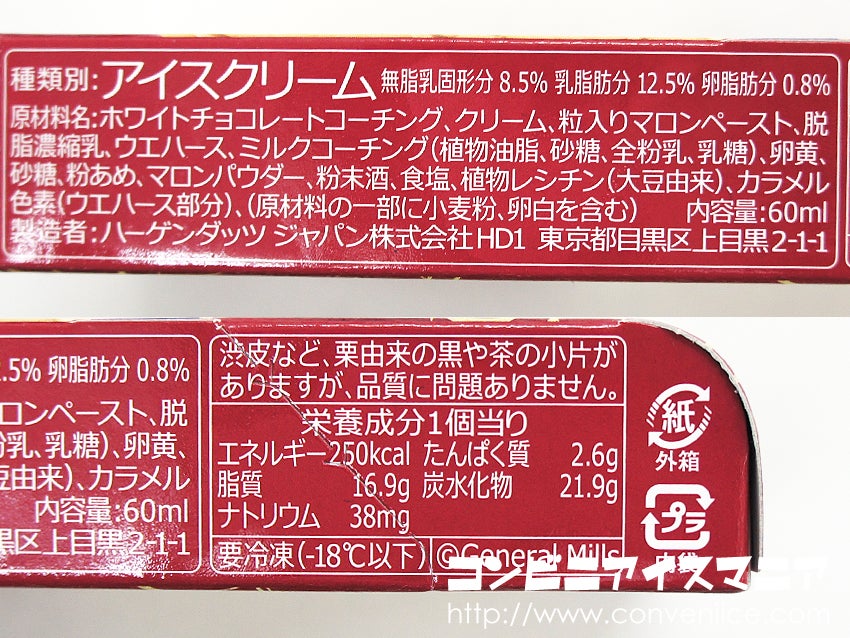 種類別:アイスクリーム 無脂乳固形分 8.5% 乳脂肪分 12.5% 卵脂肪分 0.8%
原材料名:ホワイトチョコレートコーチング、クリーム、粒入りマロンペースト、脱
脂濃縮乳、ウエハース、ミルクコーチング(植物油脂、砂糖、全粉乳、乳糖)、卵黄、
砂糖、粉あめ、マロンパウダー、粉末酒、食塩、植物レシチン(大豆由来)、カラメル
色素(ウエハース部分)、(原材料の一部に小麦粉、卵白を含む) 内容量:60ml
製造者:ハーゲンダッツ ジャパン株式会社HD1 東京都目黒区上目黒2-1-1
.5% 卵脂肪分 0.8%
ロンペースト、脱
粉乳、乳糖)、卵黄、
豆由来)、カラメル
内容量:60ml
黒区上目黒2-1-1
渋皮など、栗由来の黒や茶の小片が
ありますが、品質に問題ありません。
栄養成分1個当り
エネルギー250kcal たんぱく質 2.6g
脂質 16.9g 炭水化物 21.9g
ナトリウム 38mg
要冷凍(-18℃以下) ©General Mills
紙
外箱
プラ
内袋
コンビニアイスマニア
http://www.conveniice.com